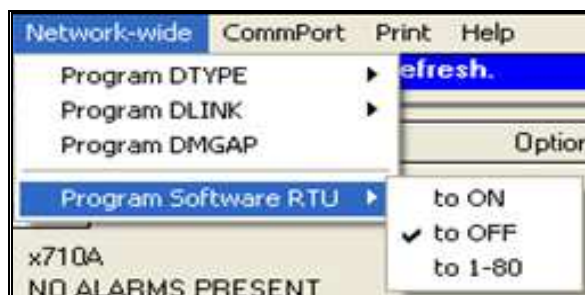 Network-wide CommPort Print Help
Program DTYPE
efresh.
Program DLINK
Program DMGAP
Optior
Program Software RTU
to ON
to OFF
to 1-80
x710A
NO ALARMS PRESENT